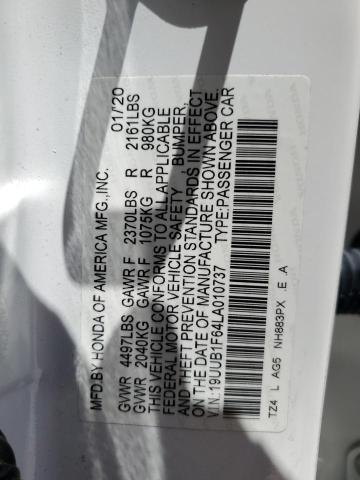 MFD.BY HONDA OF AMERICA MFG.,INC. 01/20
GVWR 4497LBS GAWR F 2370LBS R 2161LBS
GVWR 2040KG GAWR F 1075KG R 980KG
THIS VEHICLE CONFORMS TO ALL APPLICABLE
FEDERAL MOTOR VEHICLE SAFETY BUMPER,
AND THEFT PREVENTION STANDARDS IN EFFECT
ON THE DATE OF MANUFACTURE SHOWN ABOVE.
V.I.N.:19UUB1F64LA010737 TYPE:PASSENGER CAR
TZ4 L AG5 NH883PX E A